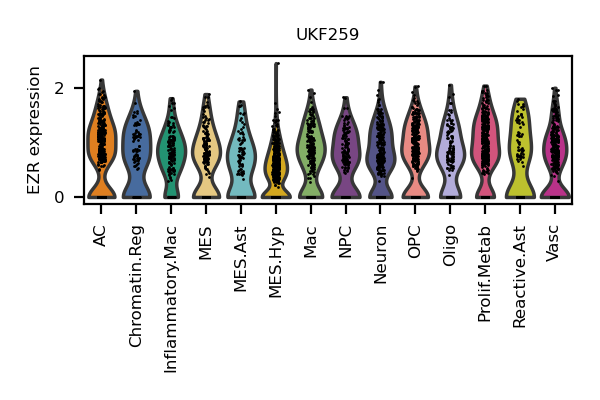 UKF259
EZR expression
2
0
AC
Chromatin.Reg
Inflammatory.Mac
MES
MES.Ast
MES.Hyp
Mac
NPC
Neuron
OPC
Oligo
Prolif.Metab
Reactive.Ast
Vasc